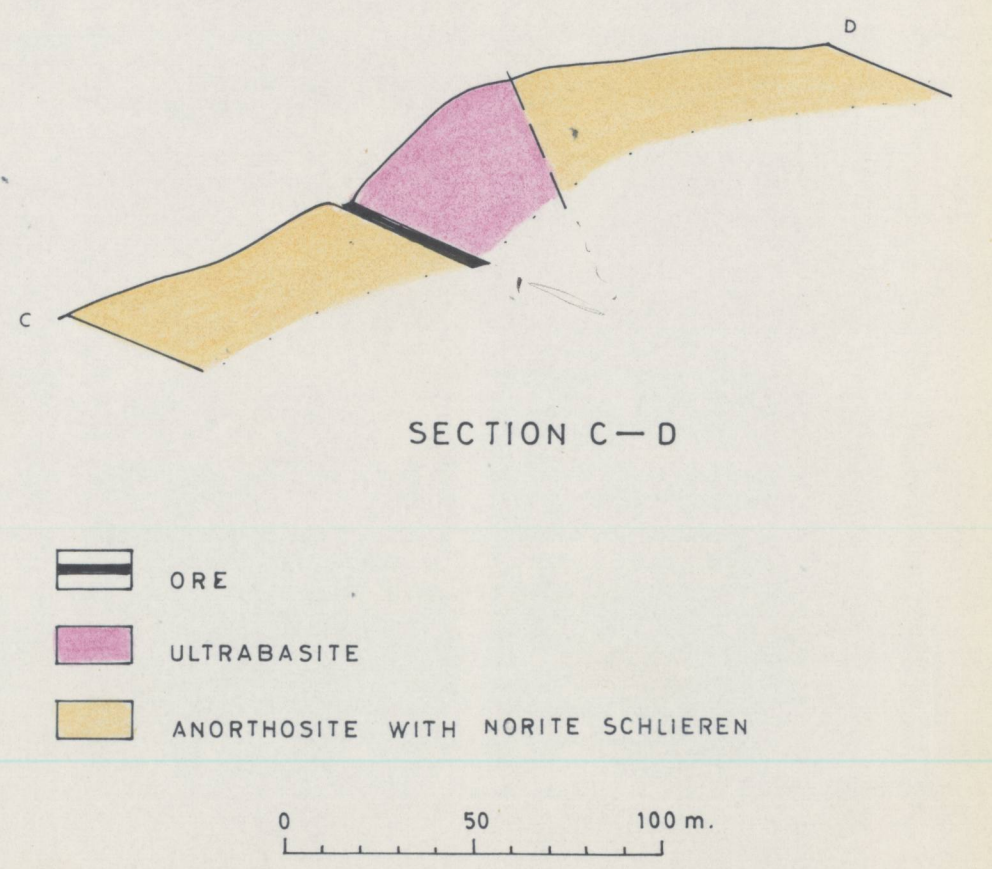 D
C
SECTION C — D
ORE
ULTRABASITE
ANORTHOSITE WITH NORITE SCHLIEREN
0 50 100 m.